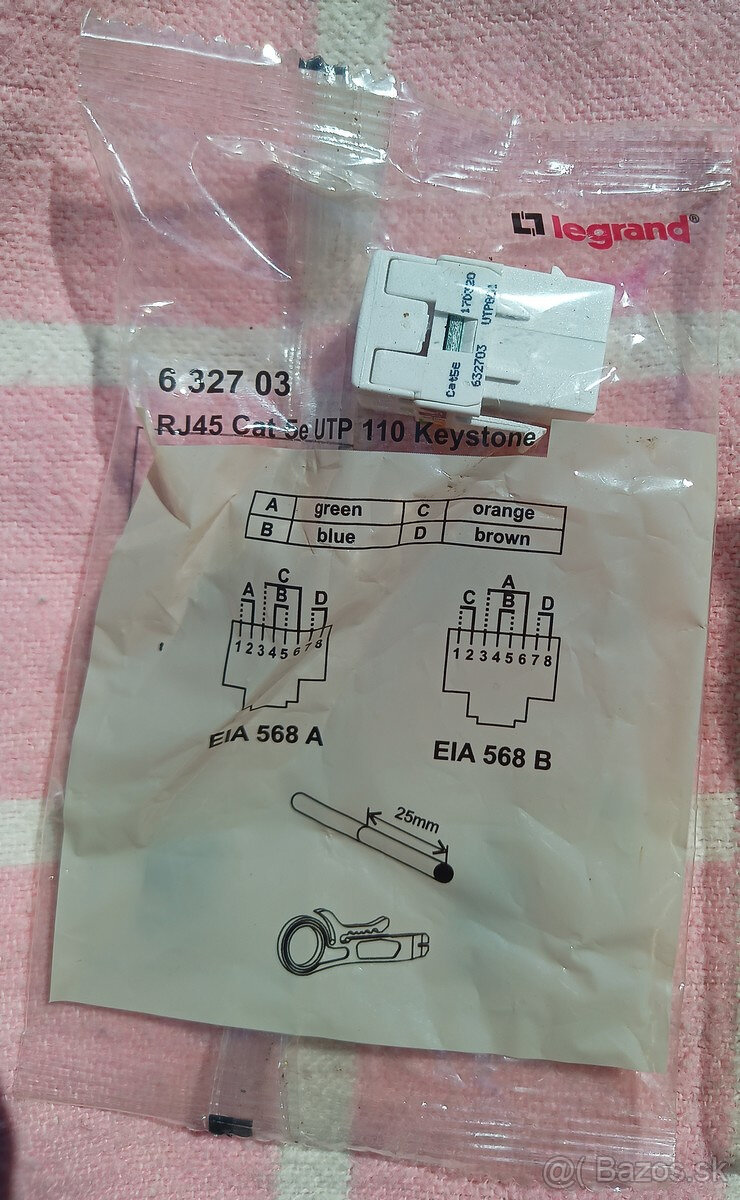 legrand®
170320
UTP861
Cat5e
632703
6 327 03
RJ45 Cat 5e UTP 110 Keystone
A green C orange
B blue D brown
C
A B D
1 2 3 4 5 6 7 8
EIA 568 A
A
C B D
1 2 3 4 5 6 7 8
EIA 568 B
25mm
@( Bazos.sk